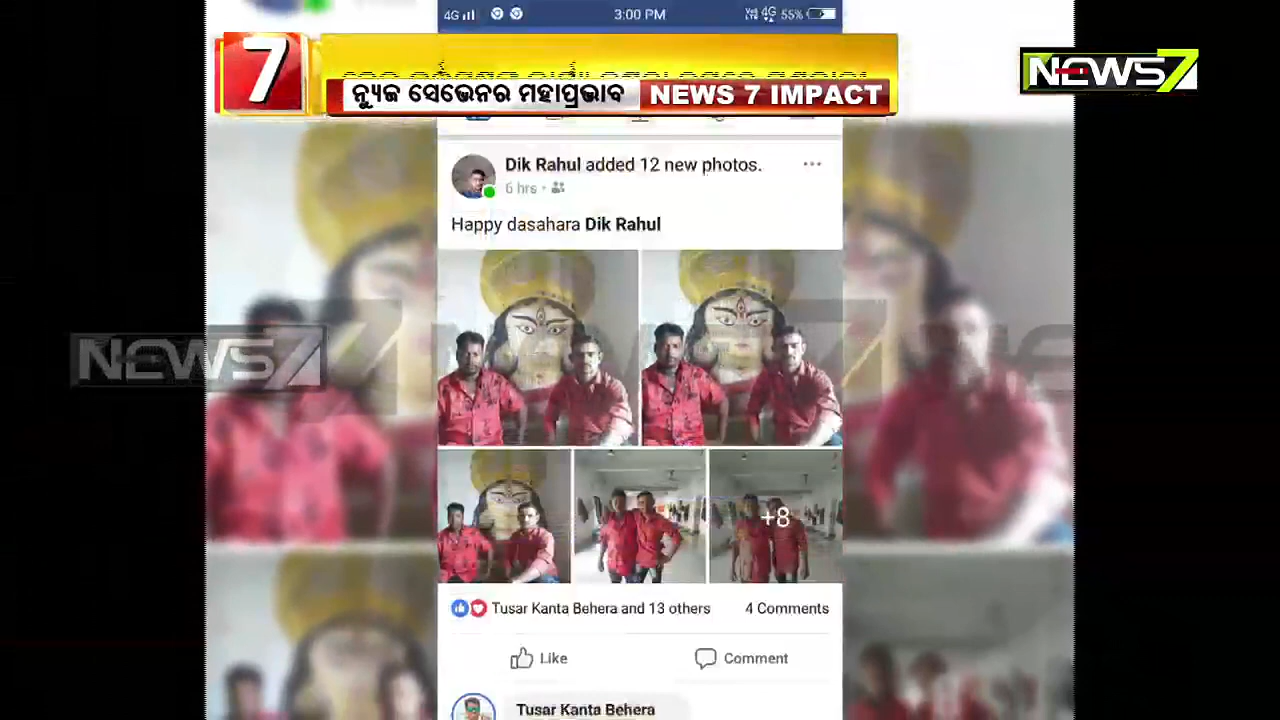 4G 3:00 PM VoLTE 4G 55%
7
NEWS7
ନ୍ୟୁଜ ସେଭେନର ମହାପ୍ରଭାବ NEWS 7 IMPACT
Dik Rahul added 12 new photos.
6 hrs
Happy dasahara Dik Rahul
NEWS7
+8
Tusar Kanta Behera and 13 others 4 Comments
Like Comment
Tusar Kanta Behera